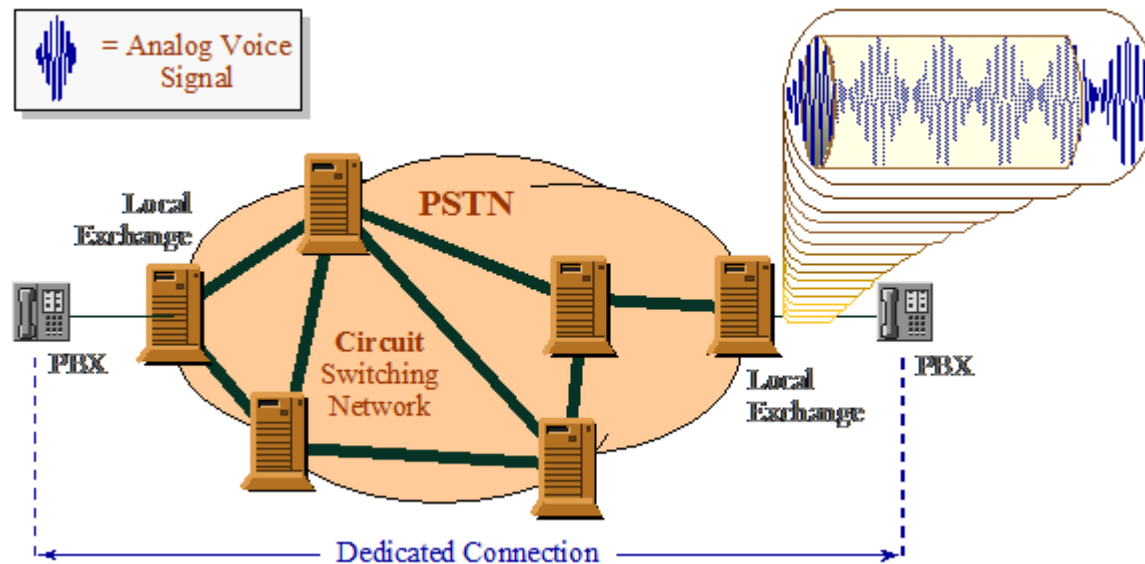 = Analog Voice
Signal
Local
Exchange
PSTN
PBX
Circuit
Switching
Network
Local
Exchange
PBX
Dedicated Connection